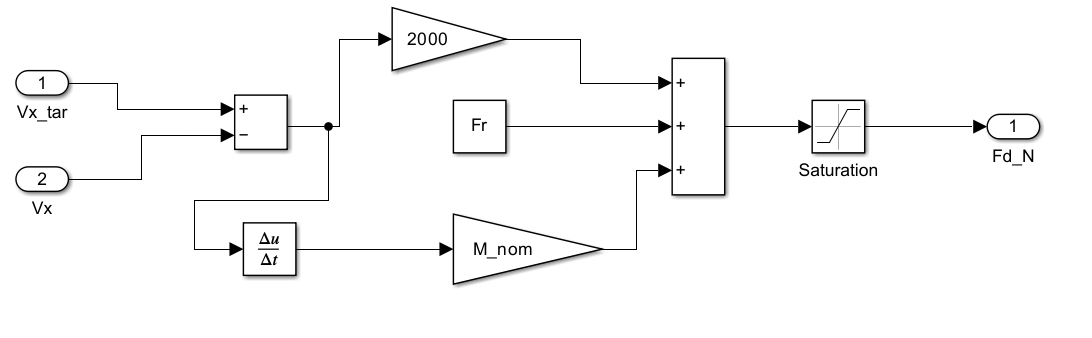 1
Vx_tar
2
Vx
+
−
2000
Fr
Δu
Δt
M_nom
+
+
+
Saturation
1
Fd_N